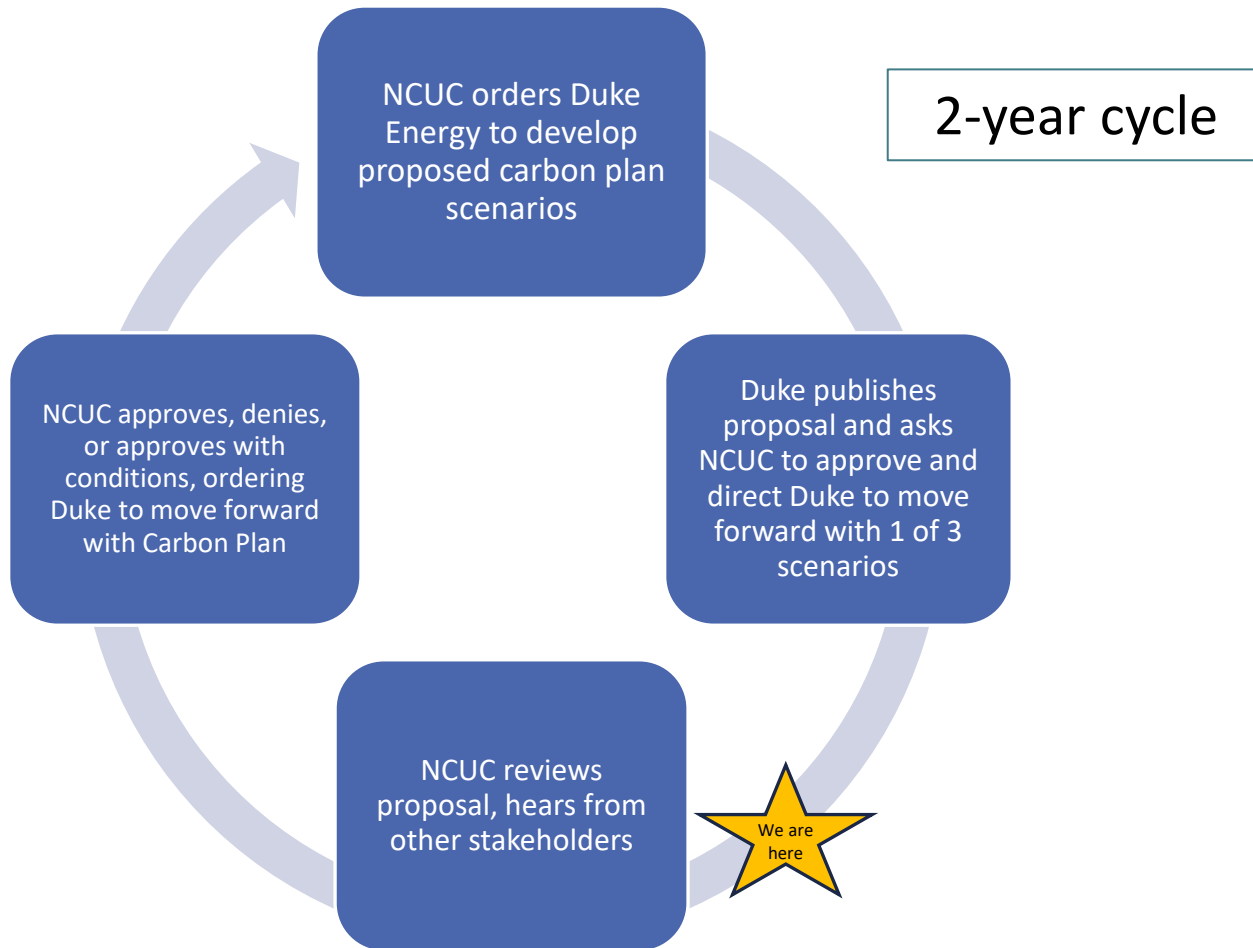 NCUC orders Duke
Energy to develop
proposed carbon plan
scenarios
2-year cycle
Duke publishes
proposal and asks
NCUC to approve and
direct Duke to move
forward with 1 of 3
scenarios
We are
here
NCUC reviews
proposal, hears from
other stakeholders
NCUC approves, denies,
or approves with
conditions, ordering
Duke to move forward
with Carbon Plan